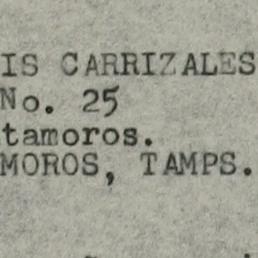 IS CARRIZALES
No. 25
tamoros.
MOROS, TAMPS.